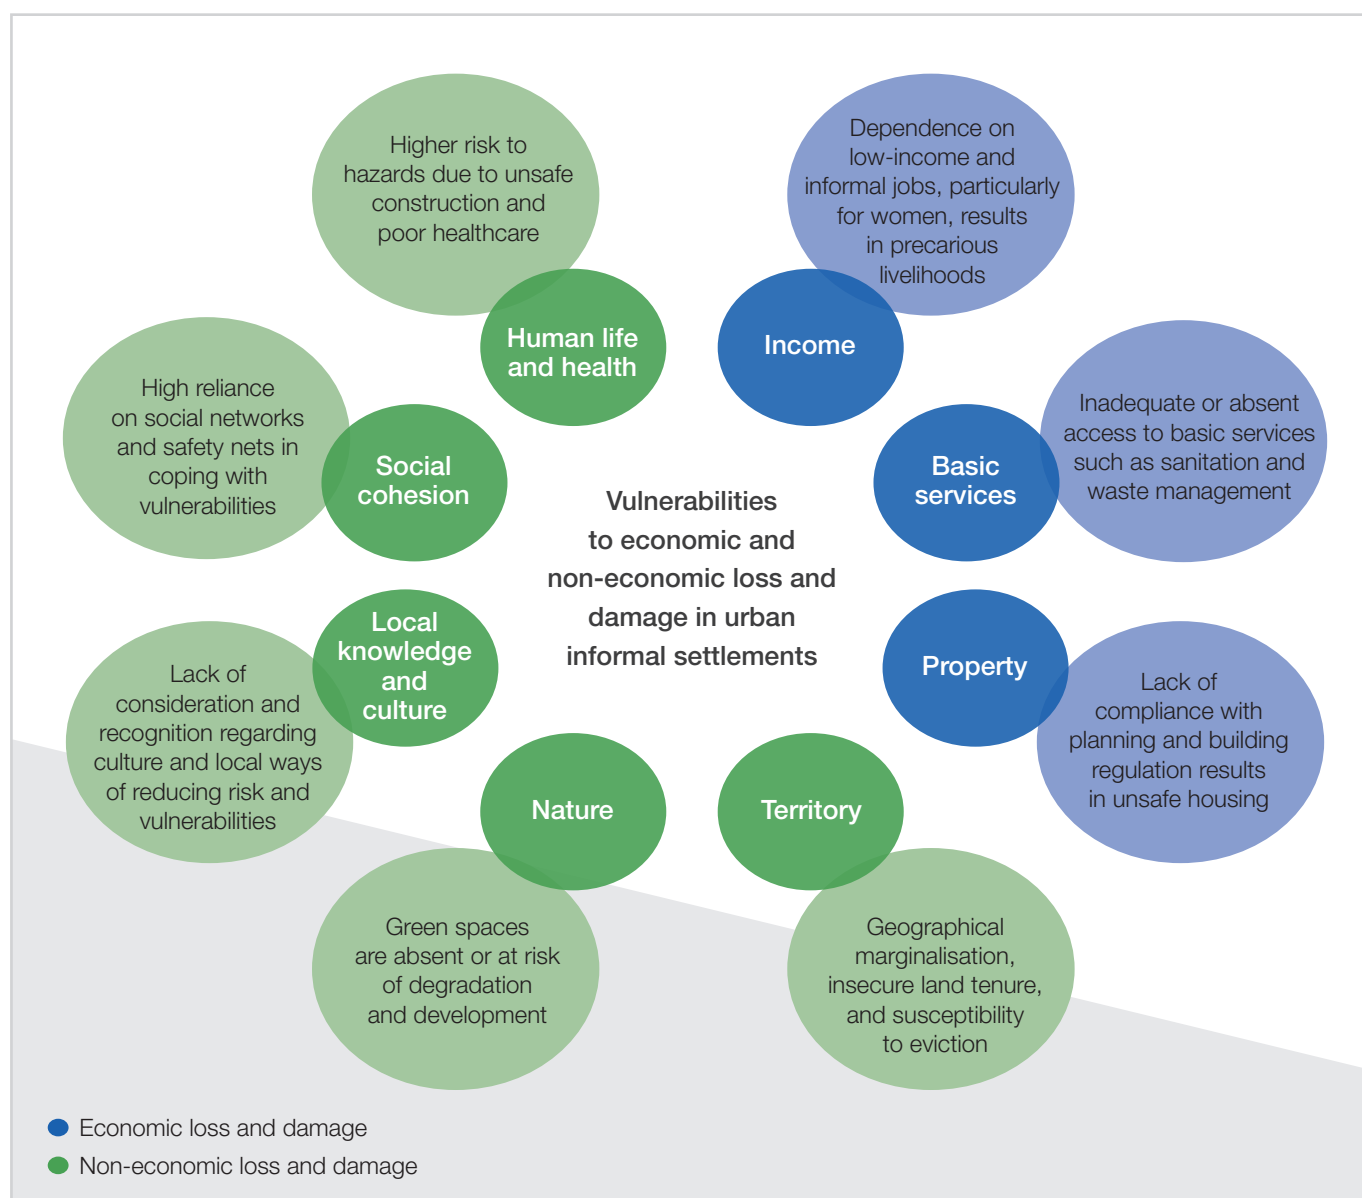 Higher risk to
hazards due to unsafe
construction and
poor healthcare
Human life
and health
Dependence on
low-income and
informal jobs, particularly
for women, results
in precarious
livelihoods
Income
High reliance
on social networks
and safety nets in
coping with
vulnerabilities
Social
cohesion
Inadequate or absent
access to basic services
such as sanitation and
waste management
Basic
services
Vulnerabilities
to economic and
non-economic loss and
damage in urban
informal settlements
Lack of
consideration and
recognition regarding
culture and local ways
of reducing risk and
vulnerabilities
Local
knowledge
and
culture
Property
Lack of
compliance with
planning and building
regulation results
in unsafe housing
Nature
Green spaces
are absent or at risk
of degradation
and development
Territory
Geographical
marginalisation,
insecure land tenure,
and susceptibility
to eviction
Economic loss and damage
Non-economic loss and damage